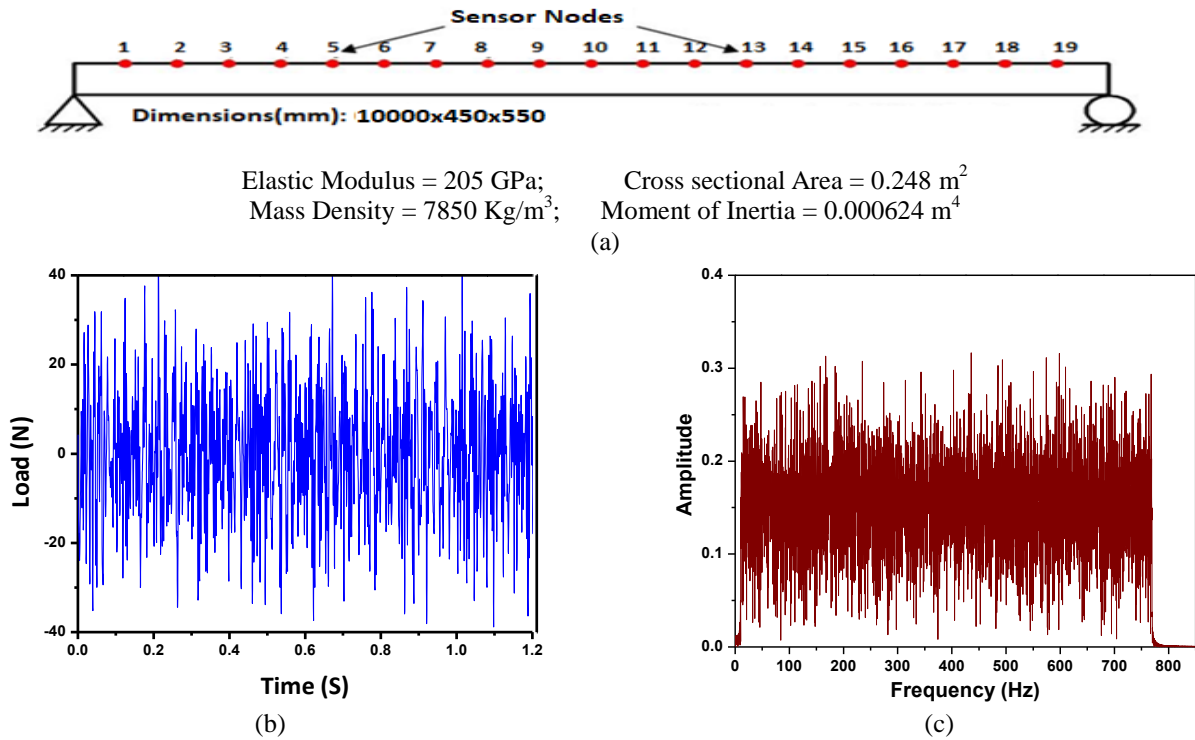 Sensor Nodes
1 2 3 4 5 6 7 8 9 10 11 12 13 14 15 16 17 18 19
Dimensions(mm): 10000x450x550
Elastic Modulus = 205 GPa; Cross sectional Area = 0.248 m²
Mass Density = 7850 Kg/m³; Moment of Inertia = 0.000624 m⁴
(a)
40
20
0
-20
-40
Load (N)
0.0 0.2 0.4 0.6 0.8 1.0 1.2
Time (S)
(b)
0.4
0.3
0.2
0.1
0.0
Amplitude
0 100 200 300 400 500 600 700 800
Frequency (Hz)
(c)